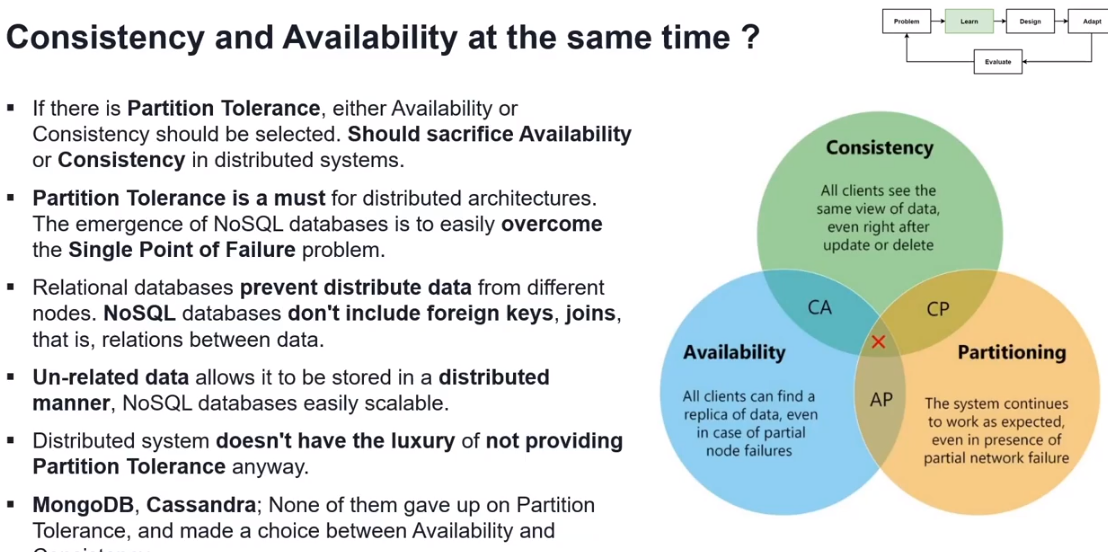 Consistency and Availability at the same time ?
Problem
Learn
Design
Adapt
Evaluate
▪ If there is Partition Tolerance, either Availability or
Consistency should be selected. Should sacrifice Availability
or Consistency in distributed systems.
▪ Partition Tolerance is a must for distributed architectures.
The emergence of NoSQL databases is to easily overcome
the Single Point of Failure problem.
▪ Relational databases prevent distribute data from different
nodes. NoSQL databases don't include foreign keys, joins,
that is, relations between data.
▪ Un-related data allows it to be stored in a distributed
manner, NoSQL databases easily scalable.
▪ Distributed system doesn't have the luxury of not providing
Partition Tolerance anyway.
▪ MongoDB, Cassandra; None of them gave up on Partition
Tolerance, and made a choice between Availability and
Consistency
All clients see the
same view of data,
even right after
update or delete
CA
CP
Availability
All clients can find a
replica of data, even
in case of partial
node failures
AP
Partitioning
The system continues
to work as expected,
even in presence of
partial network failure